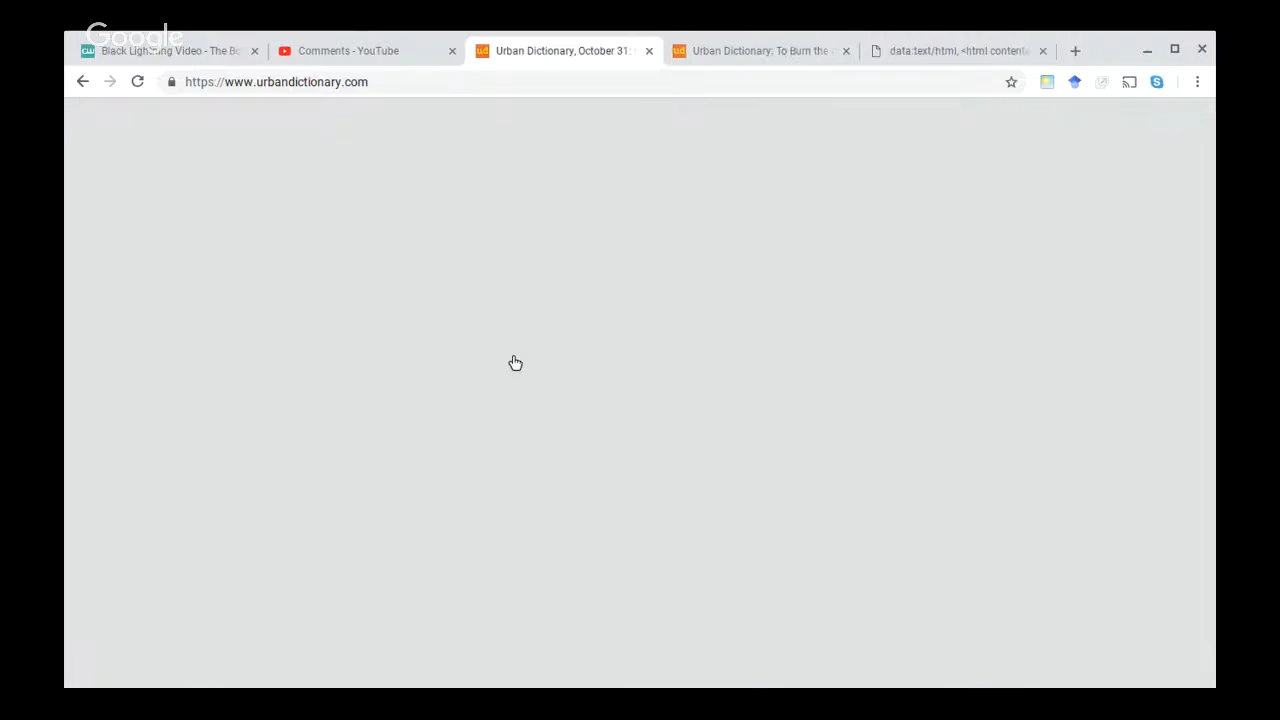 Google
Black Lightning Video - The Bo
Comments - YouTube
Urban Dictionary, October 31:
Urban Dictionary: To Burn the
data:text/html, <html content
https://www.urbandictionary.com